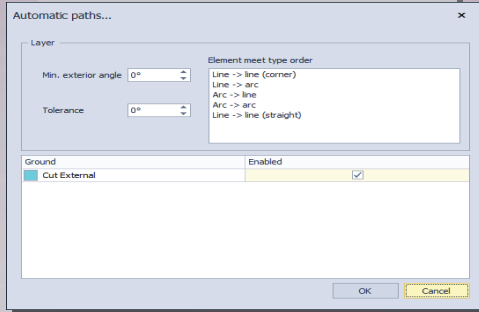 Automatic paths...
Layer
Min. exterior angle 0°
Tolerance 0°
Element meet type order
Line -> line (corner)
Line -> arc
Arc -> line
Arc -> arc
Line -> line (straight)
Ground Enabled
Cut External
OK Cancel